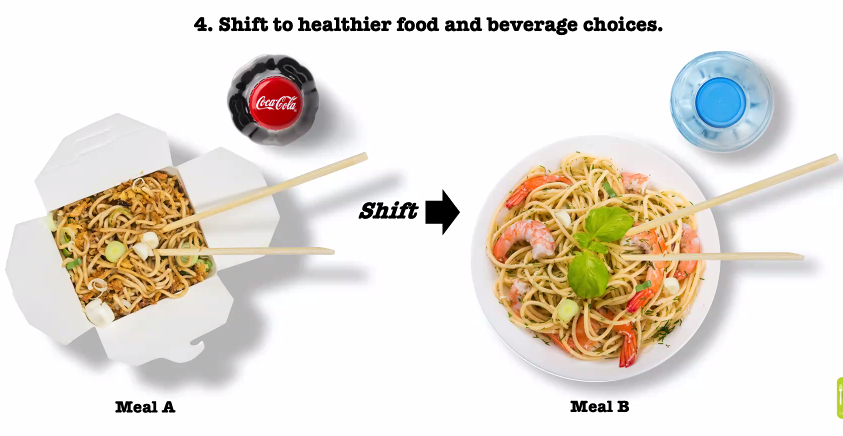 4. Shift to healthier food and beverage choices.
Coca-Cola
Shift
Meal A
Meal B